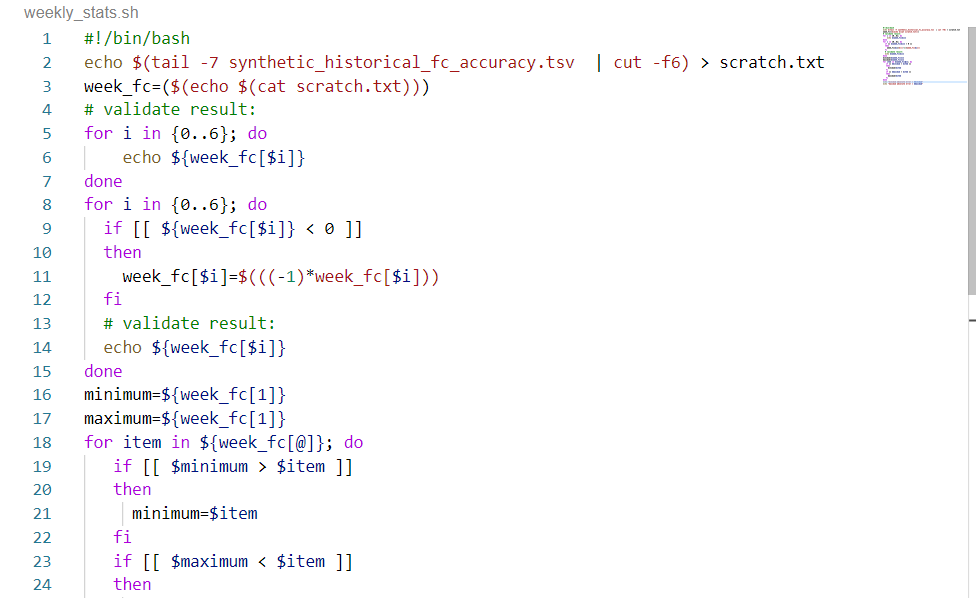 weekly_stats.sh
1 #!/bin/bash
2 echo $(tail -7 synthetic_historical_fc_accuracy.tsv  | cut -f6) > scratch.txt
3 week_fc=($(echo $(cat scratch.txt)))
4 # validate result:
5 for i in {0..6}; do
6     echo ${week_fc[$i]}
7 done
8 for i in {0..6}; do
9   if [[ ${week_fc[$i]} < 0 ]]
10   then
11     week_fc[$i]=$(((-1)*week_fc[$i]))
12   fi
13   # validate result:
14   echo ${week_fc[$i]}
15 done
16 minimum=${week_fc[1]}
17 maximum=${week_fc[1]}
18 for item in ${week_fc[@]}; do
19    if [[ $minimum > $item ]]
20    then
21      minimum=$item
22    fi
23    if [[ $maximum < $item ]]
24    then